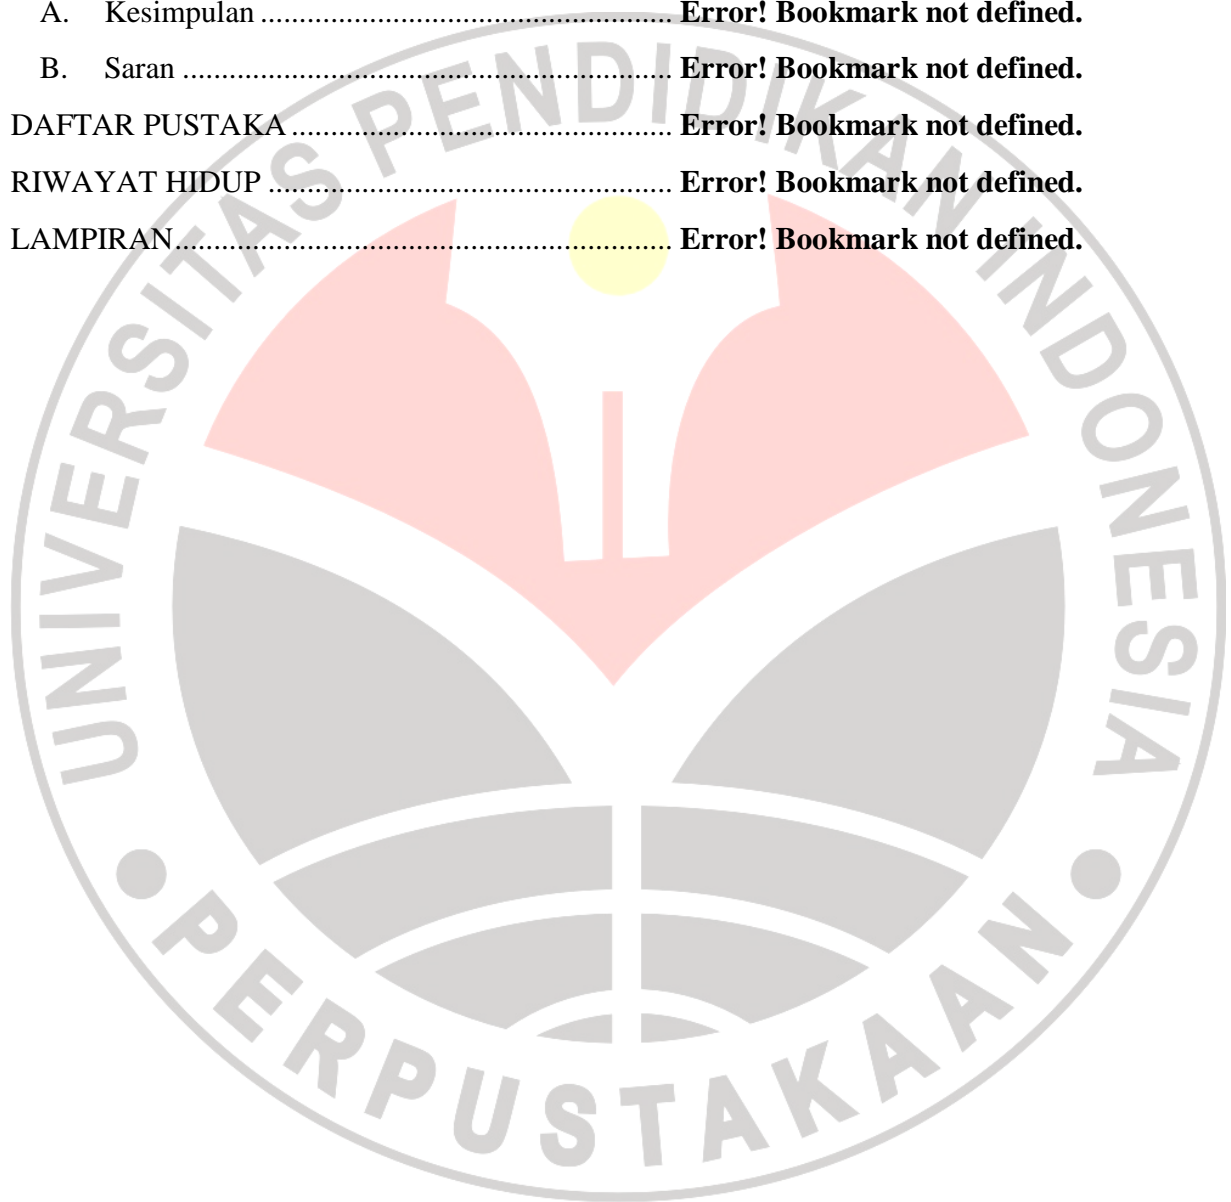 A. Kesimpulan ..................................................... Error! Bookmark not defined.
B. Saran ............................................................... Error! Bookmark not defined.
DAFTAR PUSTAKA ................................................. Error! Bookmark not defined.
RIWAYAT HIDUP .................................................... Error! Bookmark not defined.
LAMPIRAN................................................................ Error! Bookmark not defined.
UNIVERSITAS PENDIDIKAN INDONESIA
PERPUSTAKAAN